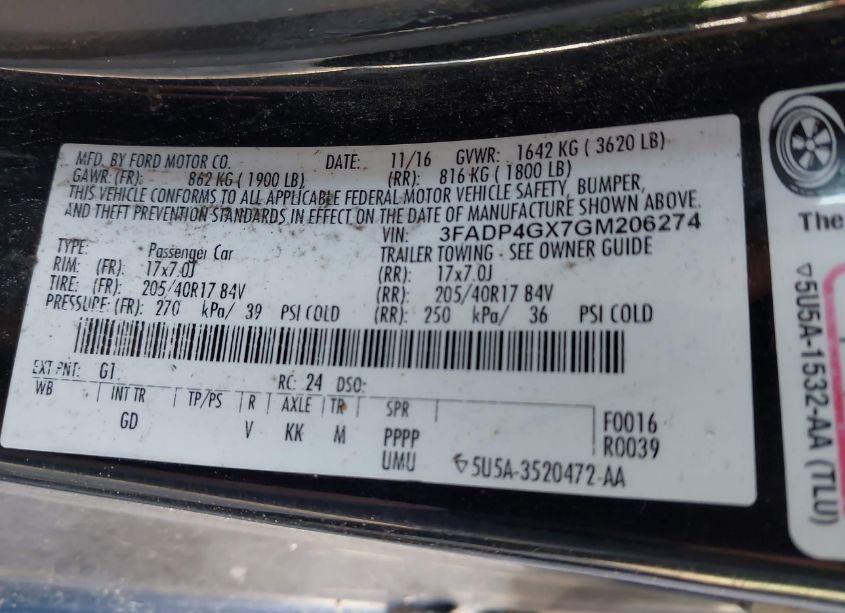 MFD. BY FORD MOTOR CO. DATE: 11/16 GVWR: 1642 KG ( 3620 LB)
GAWR: (FR): 862 KG ( 1900 LB) (RR): 816 KG ( 1800 LB)
THIS VEHICLE CONFORMS TO ALL APPLICABLE FEDERAL MOTOR VEHICLE SAFETY, BUMPER,
AND THEFT PREVENTION STANDARDS IN EFFECT ON THE DATE OF MANUFACTURE SHOWN ABOVE.
VIN: 3FADP4GX7GM206274
TYPE: Passenger Car TRAILER TOWING - SEE OWNER GUIDE
RIM: (FR): 17x7.0J (RR): 17x7.0J
TIRE: (FR): 205/40R17 84V (RR): 205/40R17 84V
PRESSURE: (FR): 270 kPa/ 39 PSI COLD (RR): 250 kPa/ 36 PSI COLD
EXT PNT: G1 RC: 24 DSO:
WB INT TR TP/PS R AXLE TR SPR F0016
GD V KK M PPPP R0039
UMU ▽5U5A-3520472-AA
The
▽5U5A-1532-AA (TLU)